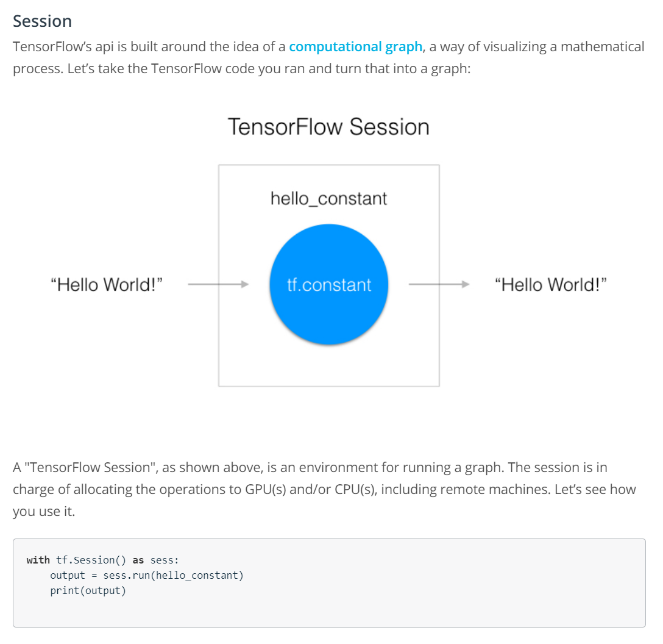 Session
TensorFlow's api is built around the idea of a computational graph, a way of visualizing a mathematical
process. Let's take the TensorFlow code you ran and turn that into a graph:
TensorFlow Session
hello_constant
“Hello World!”
tf.constant
“Hello World!”
A "TensorFlow Session", as shown above, is an environment for running a graph. The session is in
charge of allocating the operations to GPU(s) and/or CPU(s), including remote machines. Let's see how
you use it.
with tf.Session() as sess:
    output = sess.run(hello_constant)
    print(output)